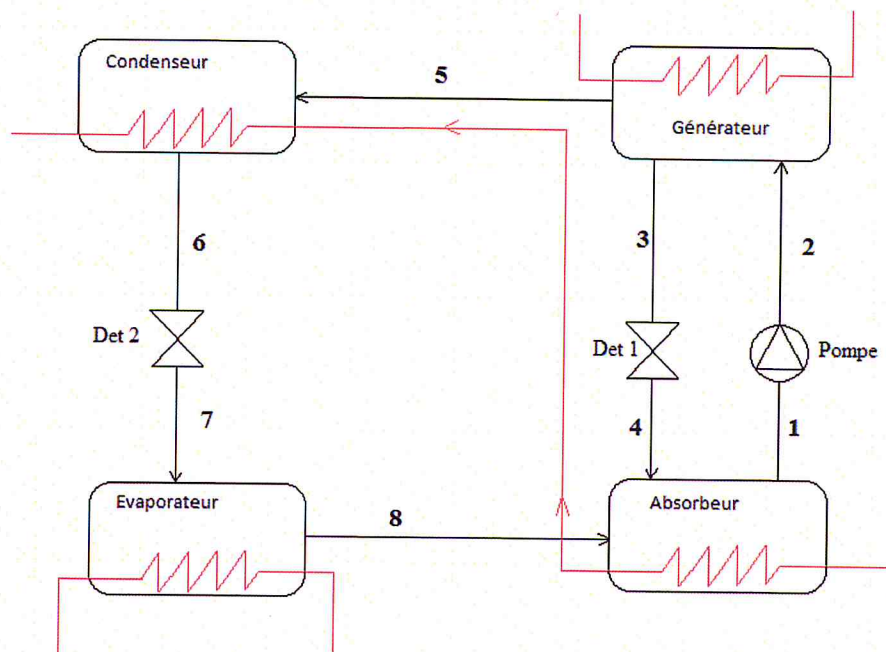 Condenseur
5
Générateur
6
3
2
Det 2
Det 1
Pompe
7
4
1
Evaporateur
8
Absorbeur